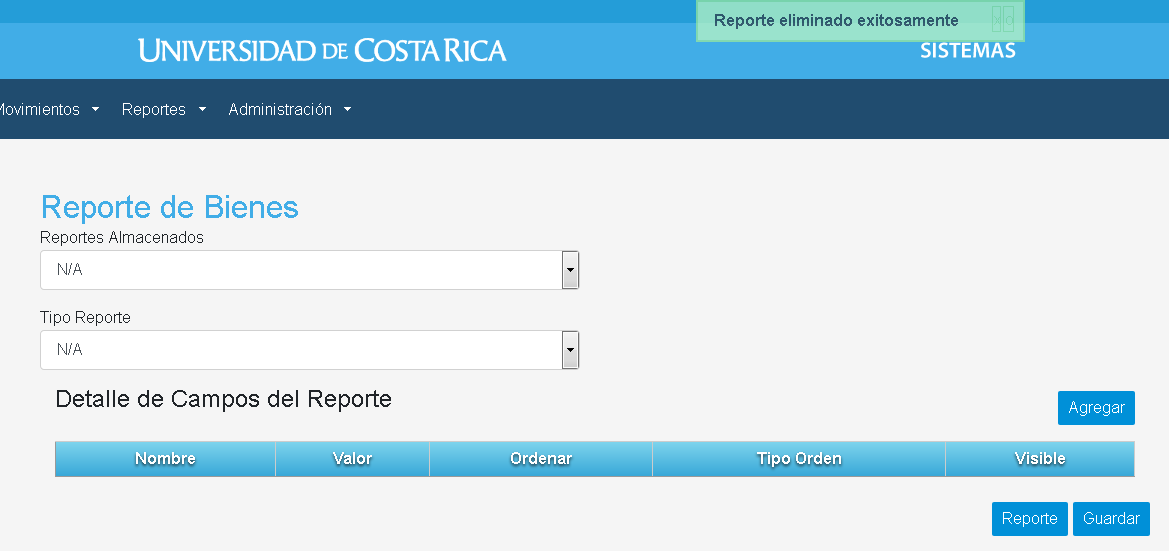 Reporte eliminado exitosamente
UNIVERSIDAD DE COSTA RICA
SISTEMAS
Movimientos Reportes Administración
Reporte de Bienes
Reportes Almacenados
N/A
Tipo Reporte
N/A
Detalle de Campos del Reporte
Agregar
Nombre Valor Ordenar Tipo Orden Visible
Reporte Guardar